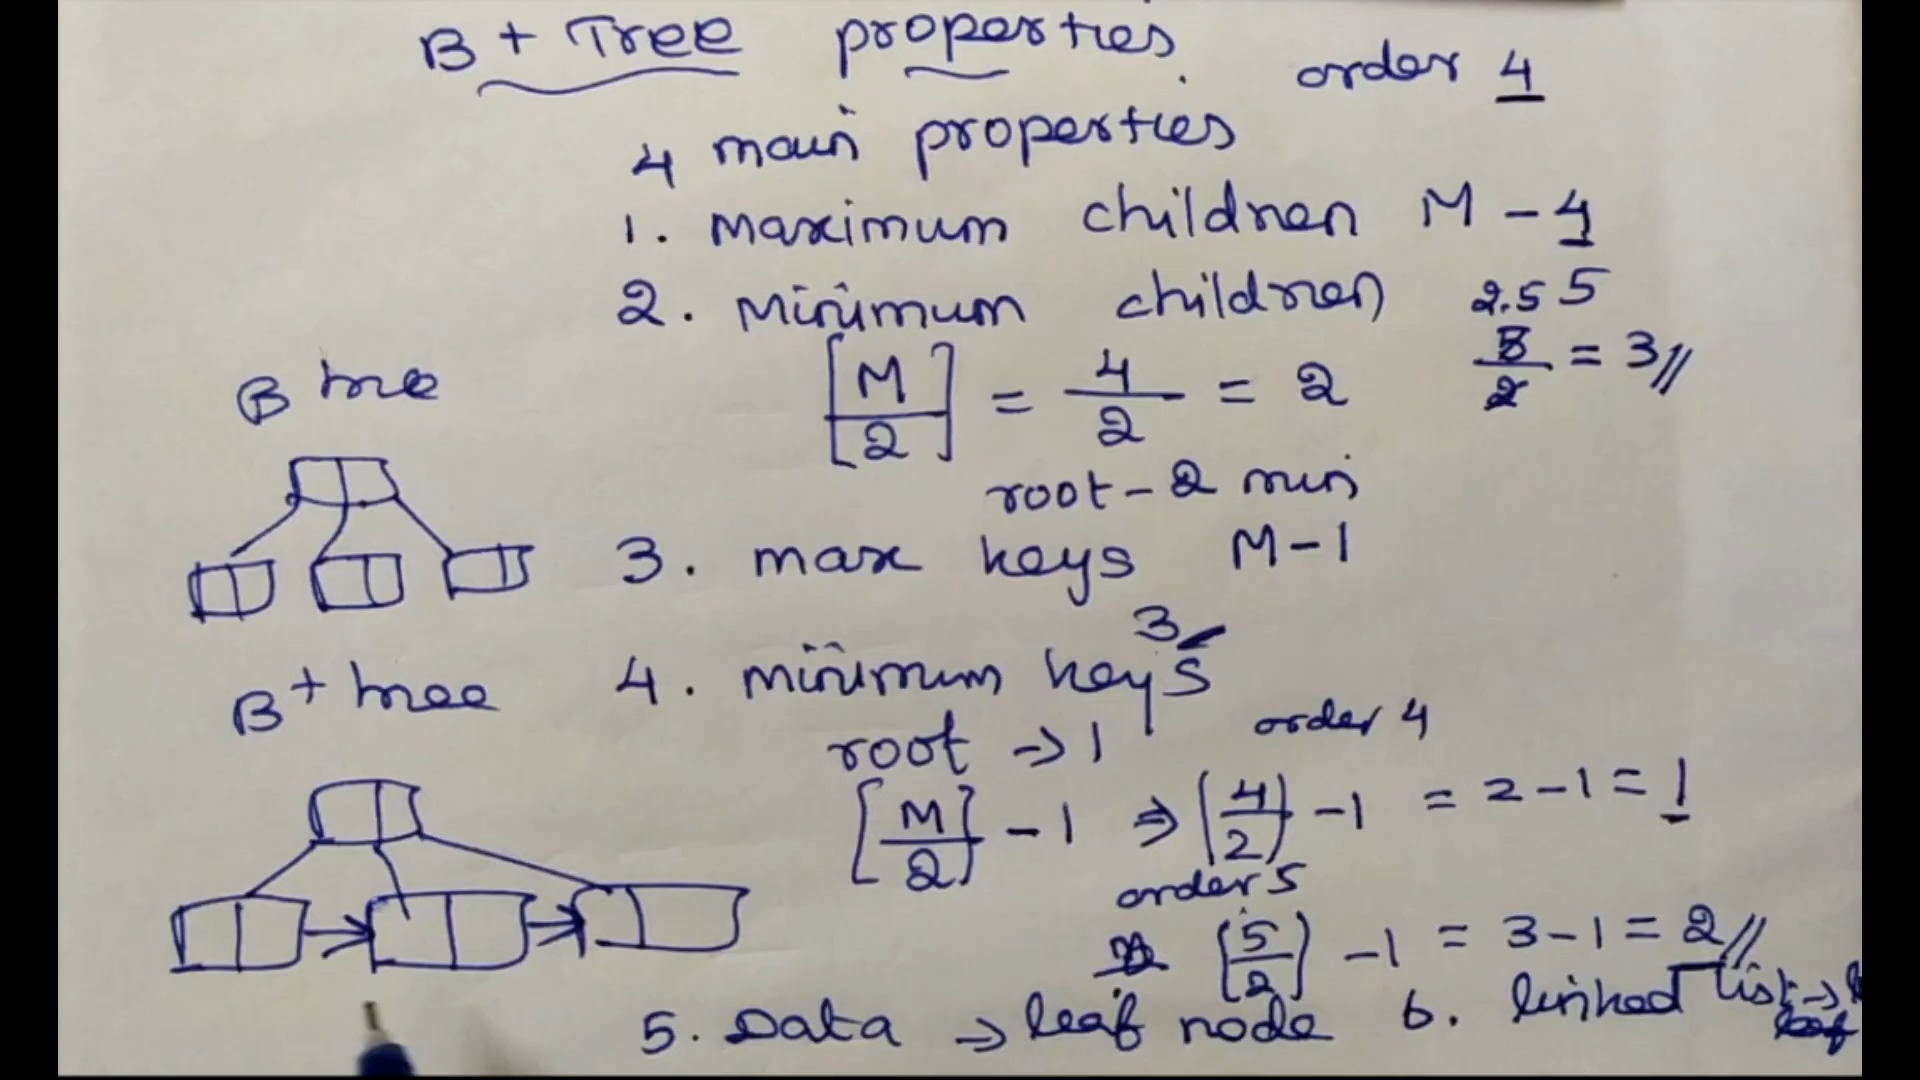 B + Tree properties
order 4
4 main properties
1. Maximum children M - 4
2. Minimum children
2.5 5
[M/2] = 4/2 = 2
5/2 = 3//
root - 2 min
B tree
3. max keys M-1
3
4. minimum keys
root → 1
order 4
[M/2] - 1 ⇒ [4/2] - 1 = 2-1 = 1
order 5
[5/2] - 1 = 3-1 = 2//
B+ tree
5. Data → leaf node
6. linked list →
leaf